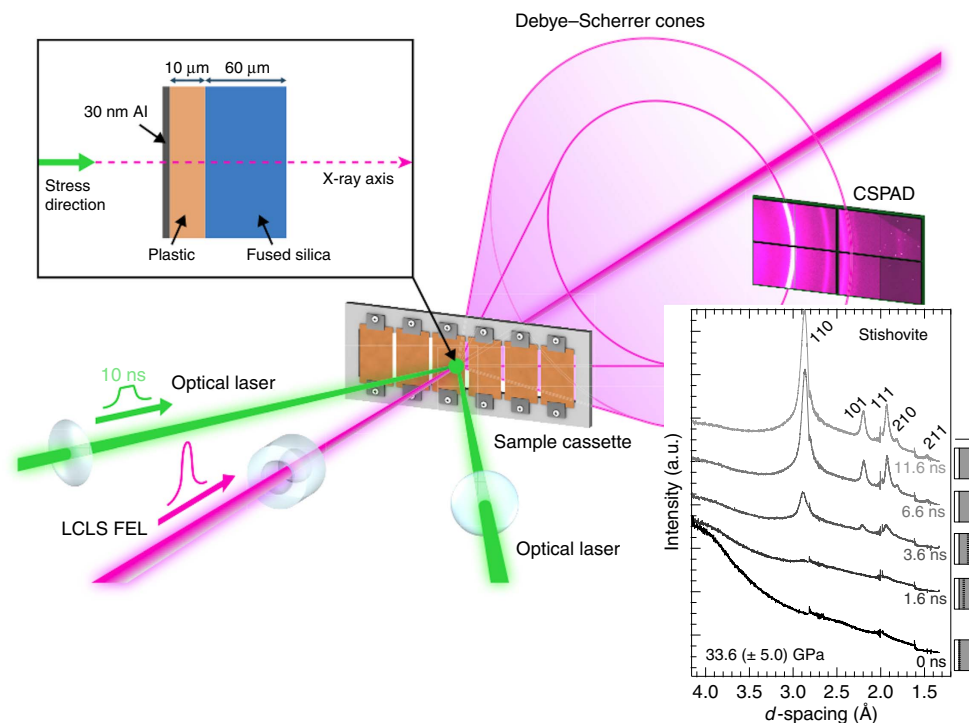 Debye–Scherrer cones
10 µm 60 µm
30 nm Al
Stress
direction
X-ray axis
Plastic
Fused silica
CSPAD
10 ns
Optical laser
LCLS FEL
Sample cassette
Optical laser
Stishovite
110
101
111
210
211
11.6 ns
6.6 ns
3.6 ns
1.6 ns
0 ns
33.6 (± 5.0) GPa
Intensity (a.u.)
4.0 3.5 3.0 2.5 2.0 1.5
d-spacing (Å)